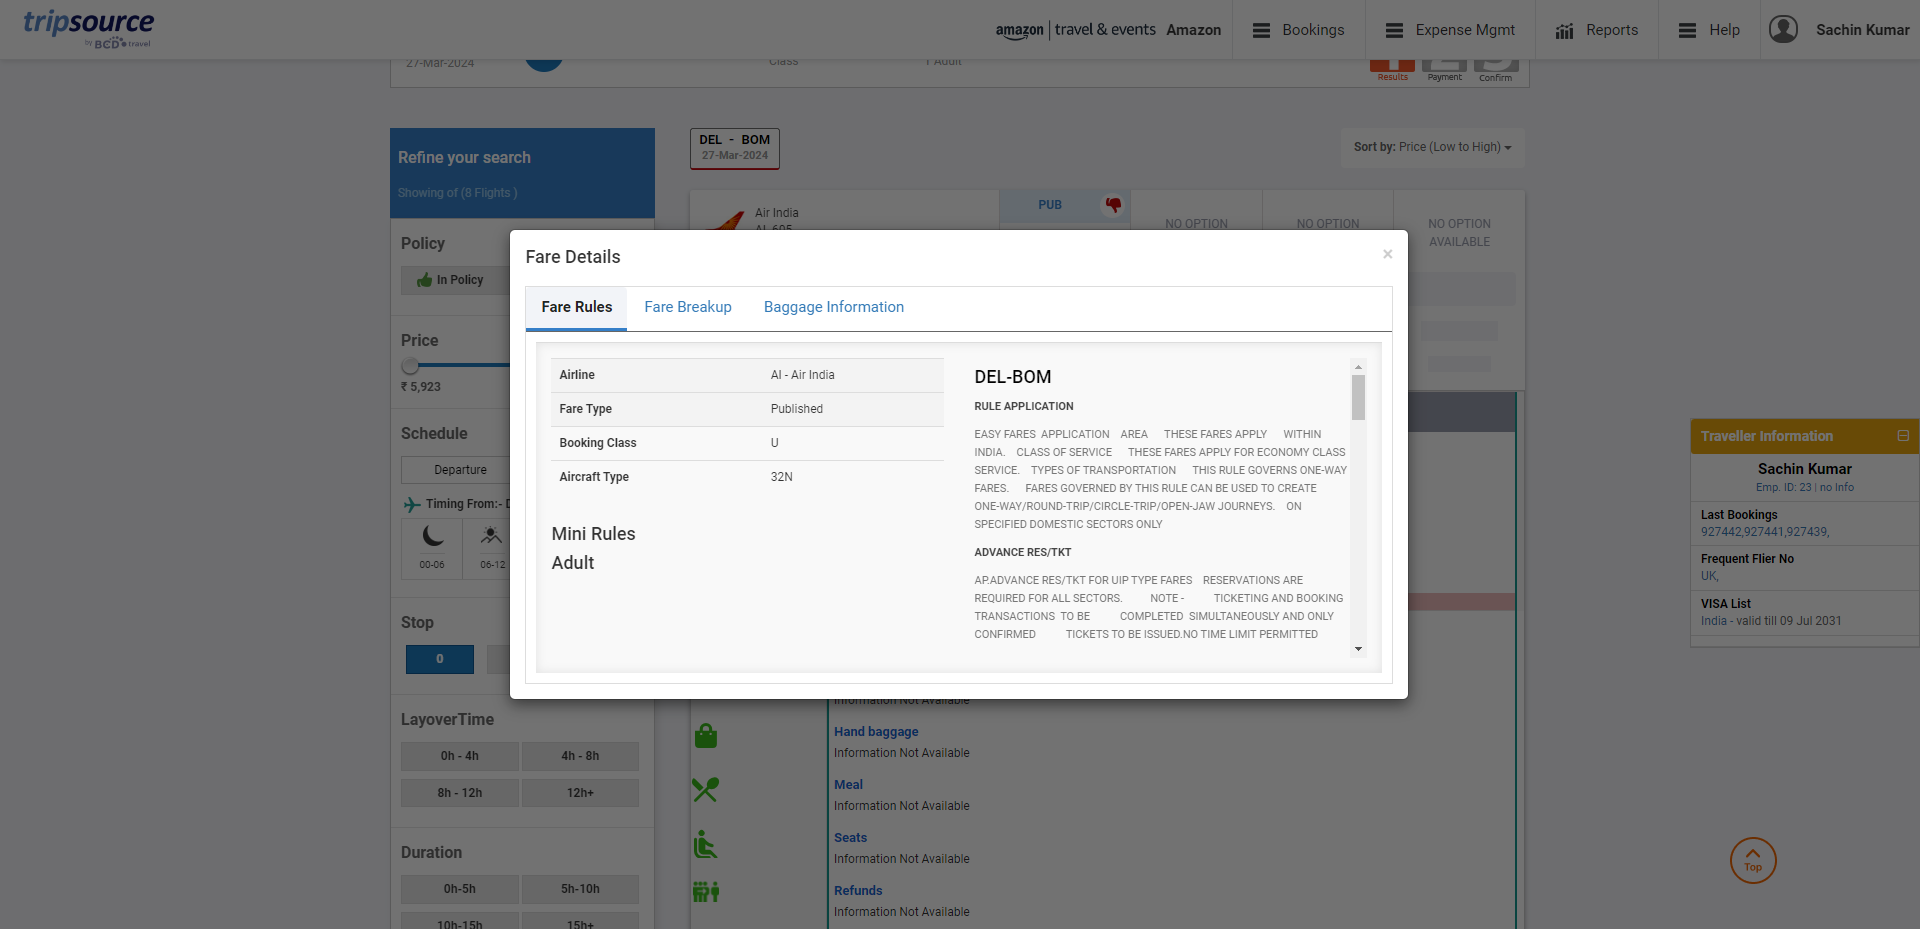 tripsource
by BCD travel
amazon | travel & events Amazon
Bookings
Expense Mgmt
Reports
Help
Sachin Kumar
27-Mar-2024
Class
1 Adult
Results
Payment
Confirm
Refine your search
Showing of (8 Flights )
DEL - BOM
27-Mar-2024
Sort by: Price (Low to High)
Policy
In Policy
Price
₹ 5,923
Schedule
Departure
Timing From:-
00-06
06-12
Stop
0
LayoverTime
0h - 4h
4h - 8h
8h - 12h
12h+
Duration
0h-5h
5h-10h
10h-15h
15h+
Air India
AI 695
PUB
NO OPTION
NO OPTION
NO OPTION
AVAILABLE
Fare Details
×
Fare Rules
Fare Breakup
Baggage Information
Airline AI - Air India
Fare Type Published
Booking Class U
Aircraft Type 32N
Mini Rules
Adult
DEL-BOM
RULE APPLICATION
EASY FARES APPLICATION AREA THESE FARES APPLY WITHIN
INDIA. CLASS OF SERVICE THESE FARES APPLY FOR ECONOMY CLASS
SERVICE. TYPES OF TRANSPORTATION THIS RULE GOVERNS ONE-WAY
FARES. FARES GOVERNED BY THIS RULE CAN BE USED TO CREATE
ONE-WAY/ROUND-TRIP/CIRCLE-TRIP/OPEN-JAW JOURNEYS. ON
SPECIFIED DOMESTIC SECTORS ONLY
ADVANCE RES/TKT
AP.ADVANCE RES/TKT FOR UIP TYPE FARES RESERVATIONS ARE
REQUIRED FOR ALL SECTORS. NOTE - TICKETING AND BOOKING
TRANSACTIONS TO BE COMPLETED SIMULTANEOUSLY AND ONLY
CONFIRMED TICKETS TO BE ISSUED.NO TIME LIMIT PERMITTED
Information Not Available
Hand baggage
Information Not Available
Meal
Information Not Available
Seats
Information Not Available
Refunds
Information Not Available
Traveller Information
Sachin Kumar
Emp. ID: 23 | no Info
Last Bookings
927442,927441,927439,
Frequent Flier No
UK,
VISA List
India - valid till 09 Jul 2031
Top